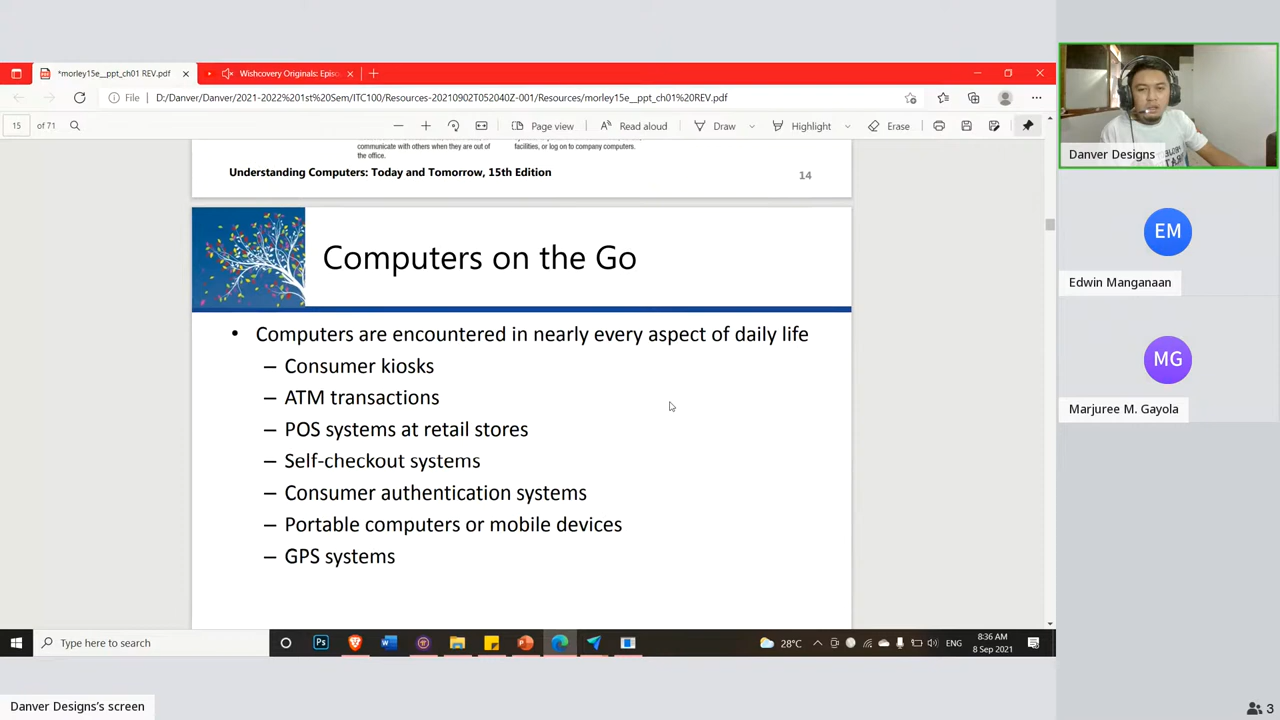 *morley15e__ppt_ch01 REV.pdf
Wishcovery Originals: Episo
File
D:/Danver/Danver/2021-2022%201st%20Sem/ITC100/Resources-20210902T052040Z-001/Resources/morley15e__ppt_ch01%20REV.pdf
15 of 71
Page view
Read aloud
Draw
Highlight
Erase
communicate with others when they are out of
the office.
facilities, or log on to company computers.
Understanding Computers: Today and Tomorrow, 15th Edition
14
Computers on the Go
• Computers are encountered in nearly every aspect of daily life
– Consumer kiosks
– ATM transactions
– POS systems at retail stores
– Self-checkout systems
– Consumer authentication systems
– Portable computers or mobile devices
– GPS systems
Type here to search
28°C
ENG
8:36 AM
8 Sep 2021
Danver Designs's screen
Danver Designs
EM
Edwin Manganaan
MG
Marjuree M. Gayola
3